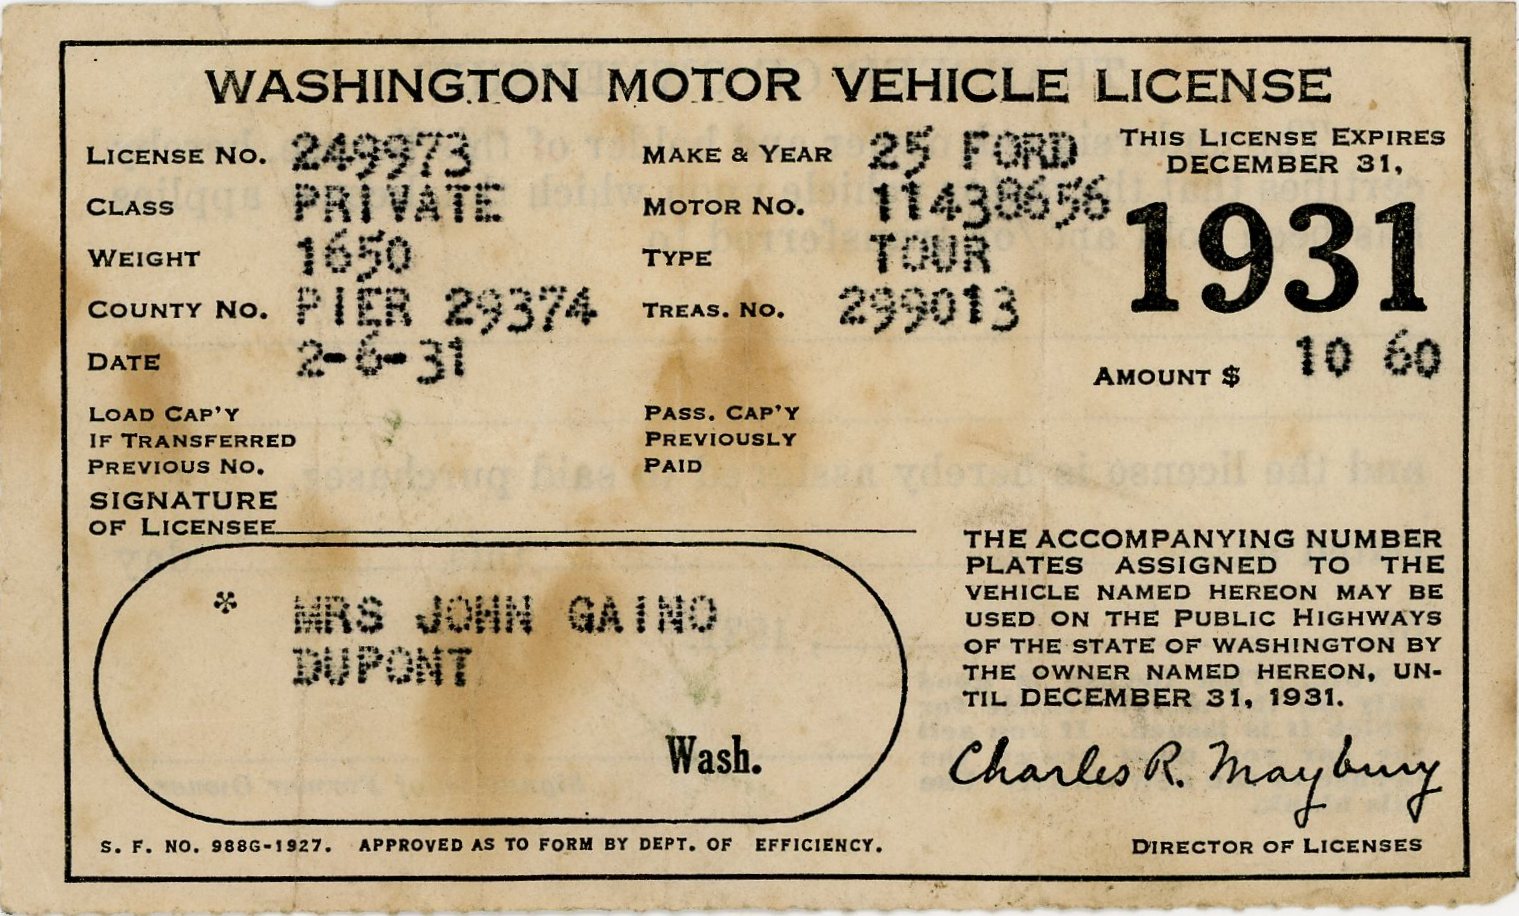 WASHINGTON MOTOR VEHICLE LICENSE
LICENSE NO. 249973 MAKE & YEAR 25 FORD THIS LICENSE EXPIRES
DECEMBER 31,
CLASS PRIVATE MOTOR NO. 11438656
1931
WEIGHT 1650 TYPE TOUR
COUNTY NO. PIER 29374 TREAS. NO. 299013
DATE 2-6-31 AMOUNT $ 10 60
LOAD CAP'Y PASS. CAP'Y
IF TRANSFERRED PREVIOUSLY
PREVIOUS NO. PAID
SIGNATURE
OF LICENSEE
* MRS JOHN GAINO
DUPONT
Wash.
THE ACCOMPANYING NUMBER
PLATES ASSIGNED TO THE
VEHICLE NAMED HEREON MAY BE
USED ON THE PUBLIC HIGHWAYS
OF THE STATE OF WASHINGTON BY
THE OWNER NAMED HEREON, UN-
TIL DECEMBER 31, 1931.
Charles R. Maybury
DIRECTOR OF LICENSES
S. F. NO. 988G-1927. APPROVED AS TO FORM BY DEPT. OF EFFICIENCY.